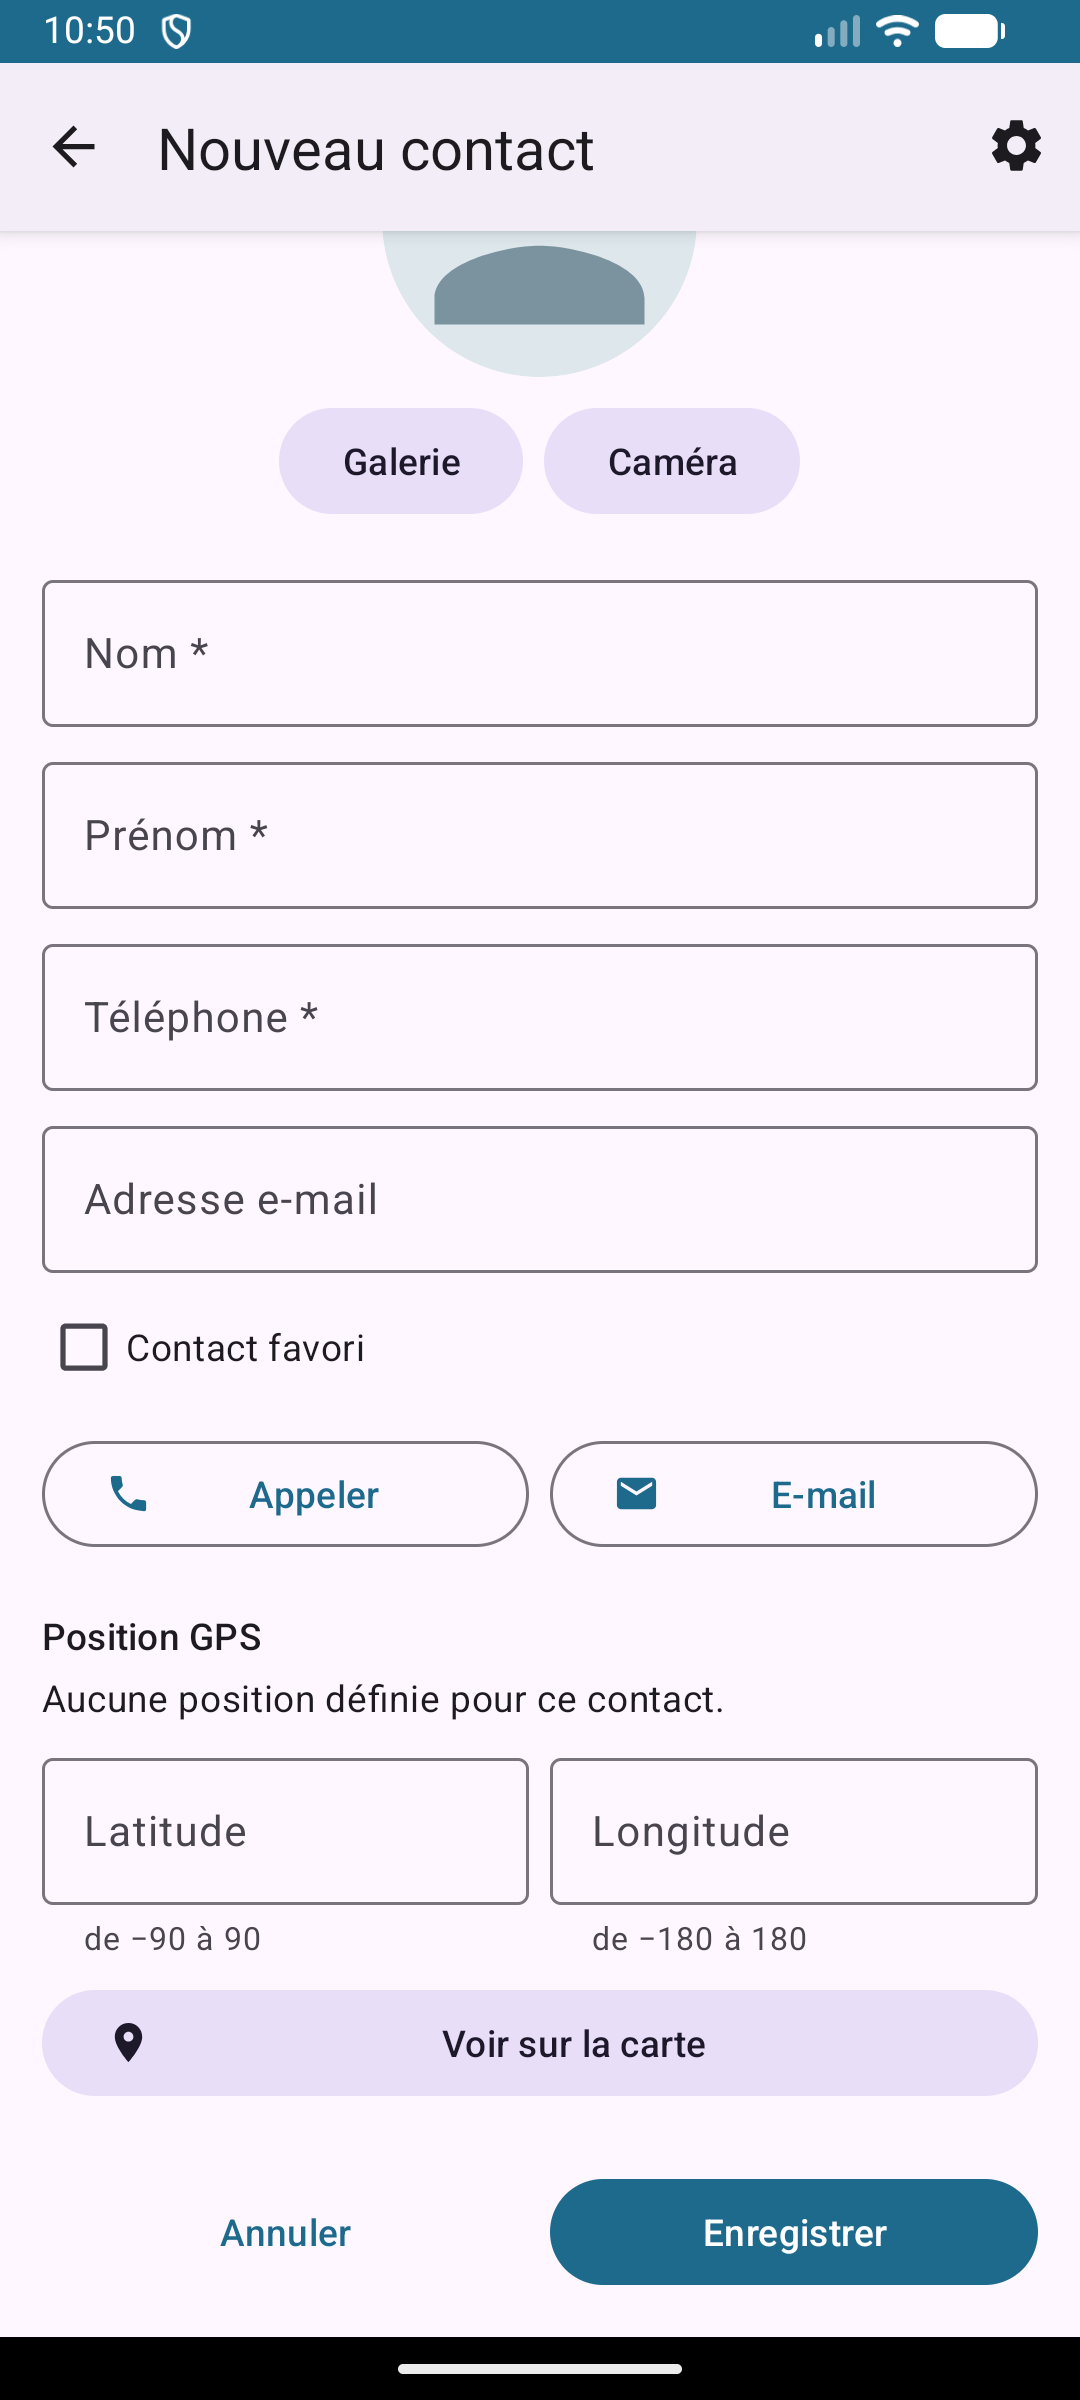 10:50
Nouveau contact
Galerie
Caméra
Nom *
Prénom *
Téléphone *
Adresse e-mail
Contact favori
Appeler
E-mail
Position GPS
Aucune position définie pour ce contact.
Latitude
Longitude
de −90 à 90
de −180 à 180
Voir sur la carte
Annuler
Enregistrer